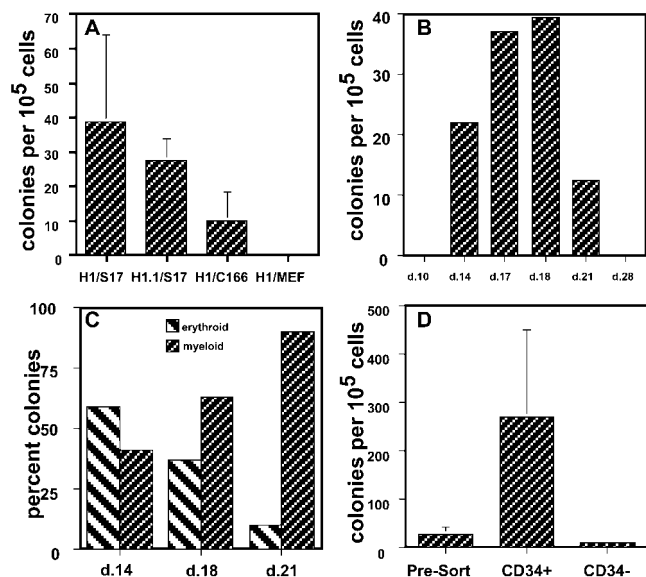 A
colonies per 10⁵ cells
70
60
50
40
30
20
10
0
H1/S17 H1.1/S17 H1/C166 H1/MEF
B
colonies per 10⁵ cells
40
30
20
10
0
d.10 d.14 d.17 d.18 d.21 d.28
C
erythroid
myeloid
percent colonies
100
75
50
25
0
d.14 d.18 d.21
D
colonies per 10⁵ cells
500
400
300
200
100
0
Pre-Sort CD34+ CD34-